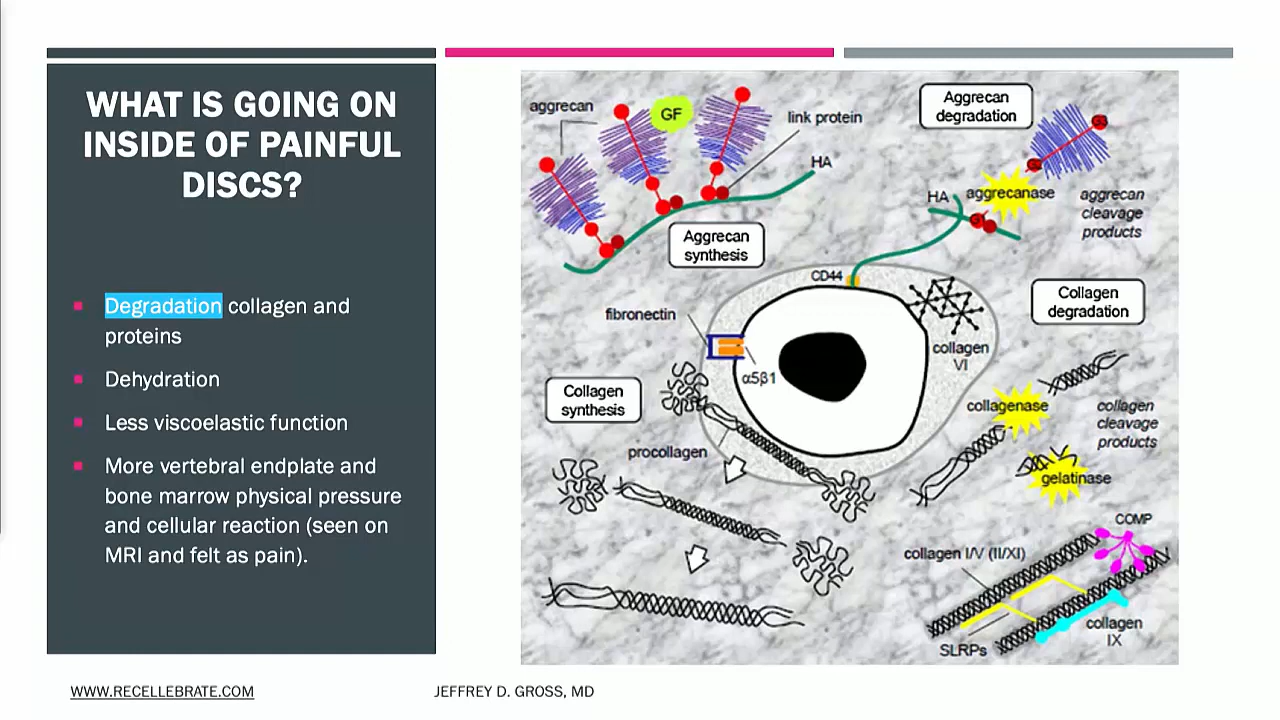 WHAT IS GOING ON
INSIDE OF PAINFUL
DISCS?
Degradation collagen and
proteins
Dehydration
Less viscoelastic function
More vertebral endplate and
bone marrow physical pressure
and cellular reaction (seen on
MRI and felt as pain).
aggrecan
GF
link protein
HA
Aggrecan
synthesis
Aggrecan
degradation
G3
G2
HA
aggrecanase
G1
aggrecan
cleavage
products
CD44
fibronectin
α5β1
collagen
VI
Collagen
degradation
Collagen
synthesis
procollagen
collagenase
collagen
cleavage
products
gelatinase
COMP
collagen I/V (II/XI)
collagen
IX
SLRPs
WWW.RECELLEBRATE.COM
JEFFREY D. GROSS, MD